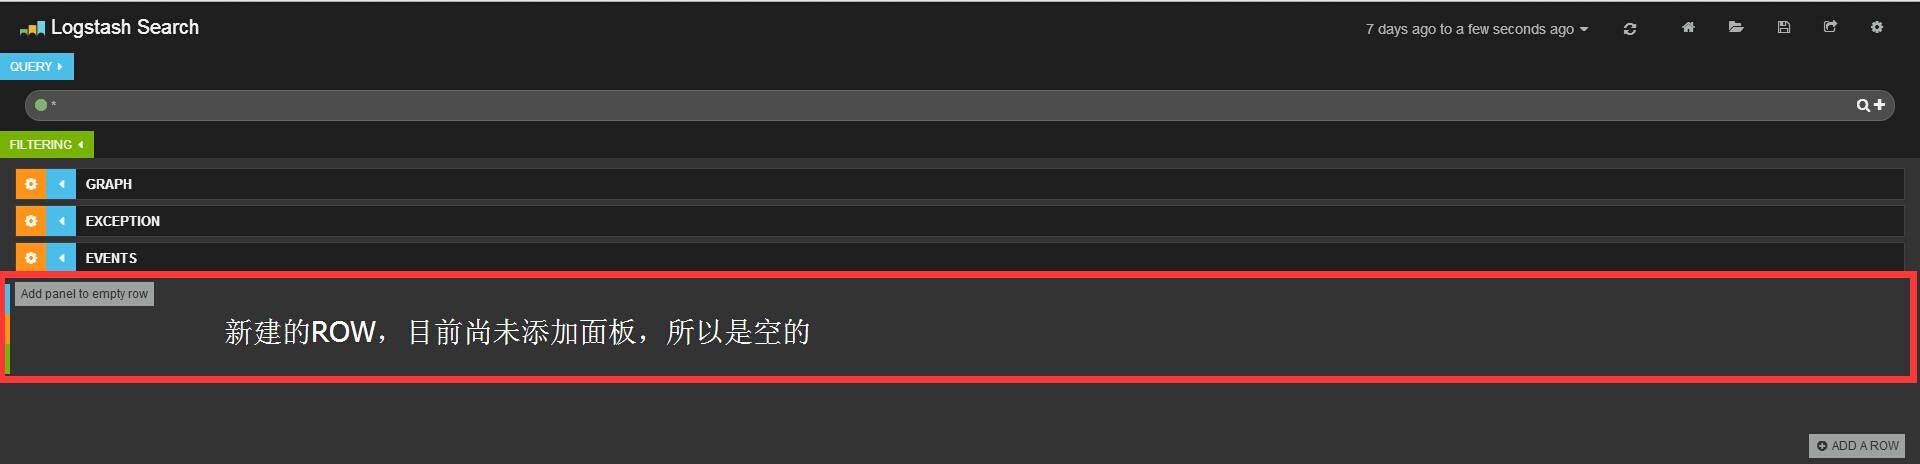 Logstash Search
7 days ago to a few seconds ago
QUERY
*
FILTERING
GRAPH
EXCEPTION
EVENTS
Add panel to empty row
新建的ROW，目前尚未添加面板，所以是空的
ADD A ROW